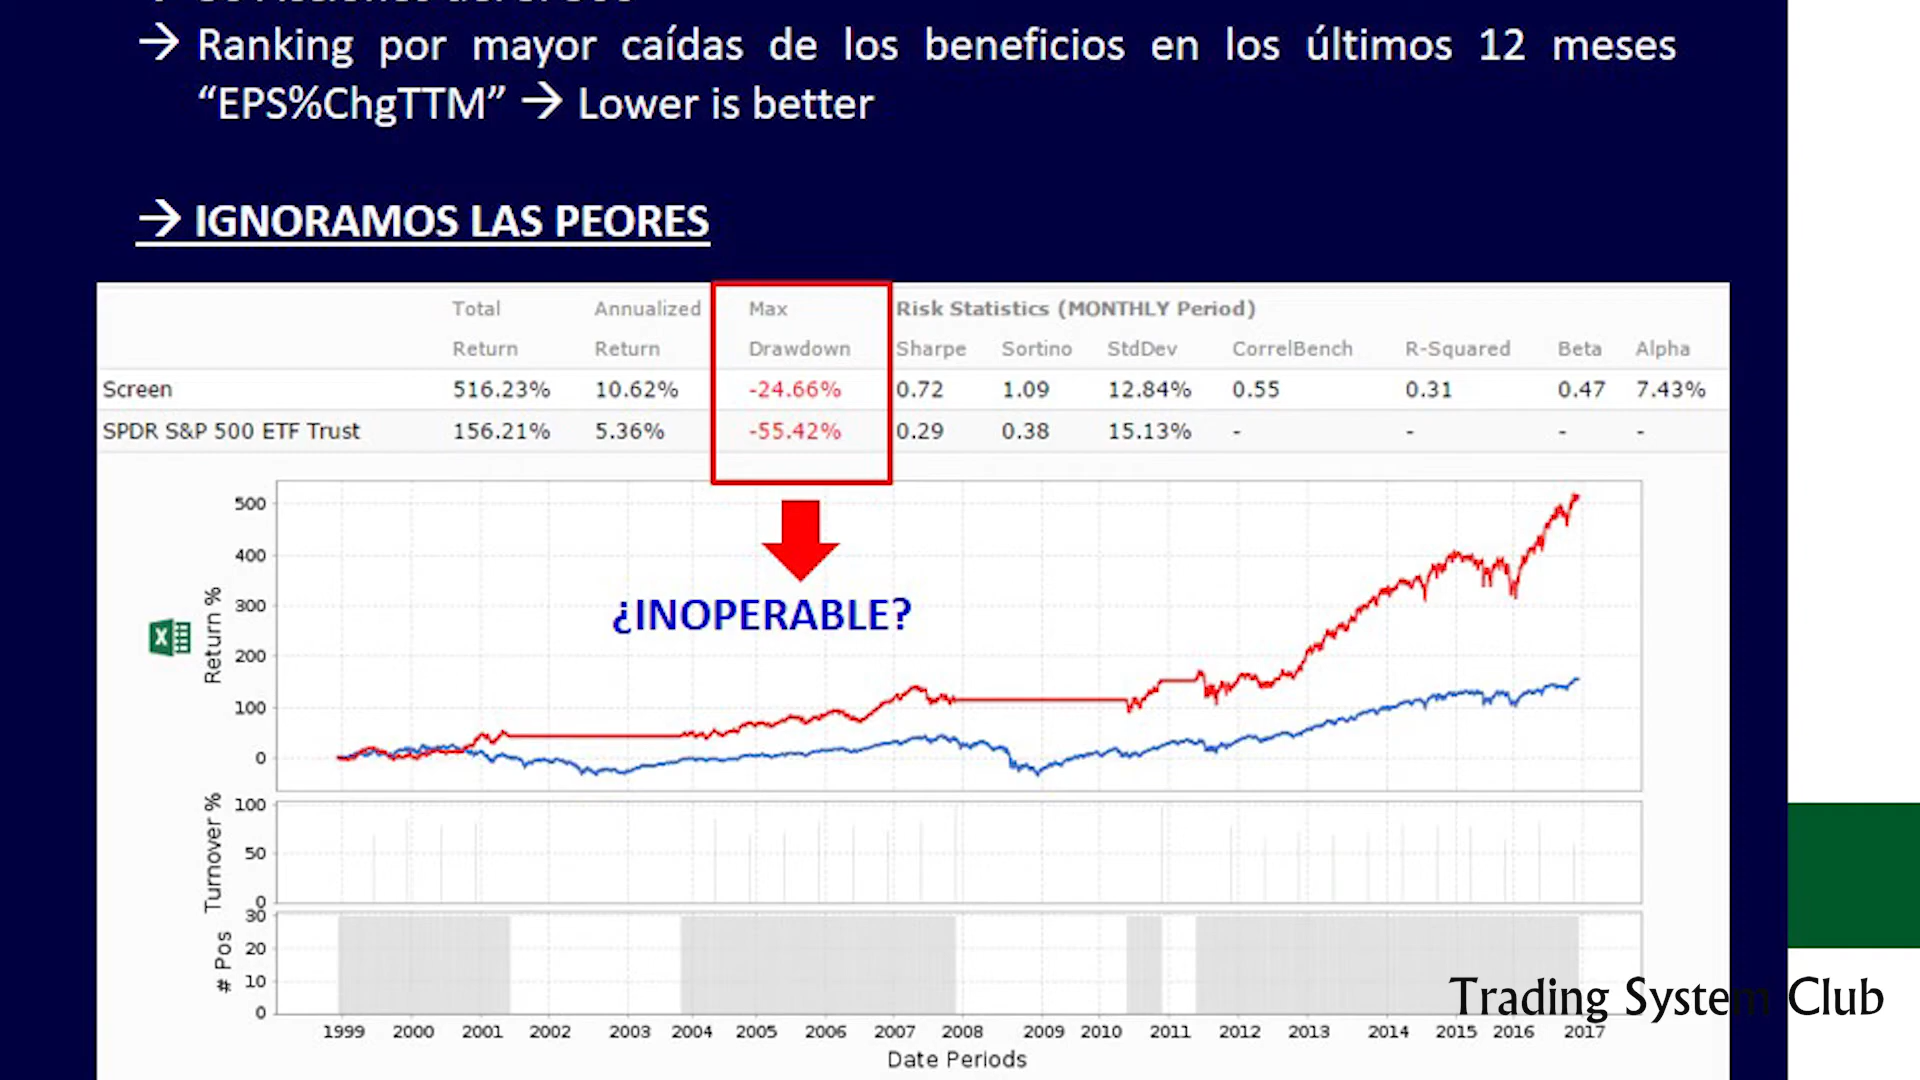 → Ranking por mayor caídas de los beneficios en los últimos 12 meses
“EPS%ChgTTM” → Lower is better
→ IGNORAMOS LAS PEORES
Total Annualized Max Risk Statistics (MONTHLY Period)
Return Return Drawdown Sharpe Sortino StdDev CorrelBench R-Squared Beta Alpha
Screen 516.23% 10.62% -24.66% 0.72 1.09 12.84% 0.55 0.31 0.47 7.43%
SPDR S&P 500 ETF Trust 156.21% 5.36% -55.42% 0.29 0.38 15.13% - - - -
¿INOPERABLE?
Return %
500
400
300
200
100
0
Turnover %
100
50
0
# Pos
30
20
10
0
1999 2000 2001 2002 2003 2004 2005 2006 2007 2008 2009 2010 2011 2012 2013 2014 2015 2016 2017
Date Periods
Trading System Club